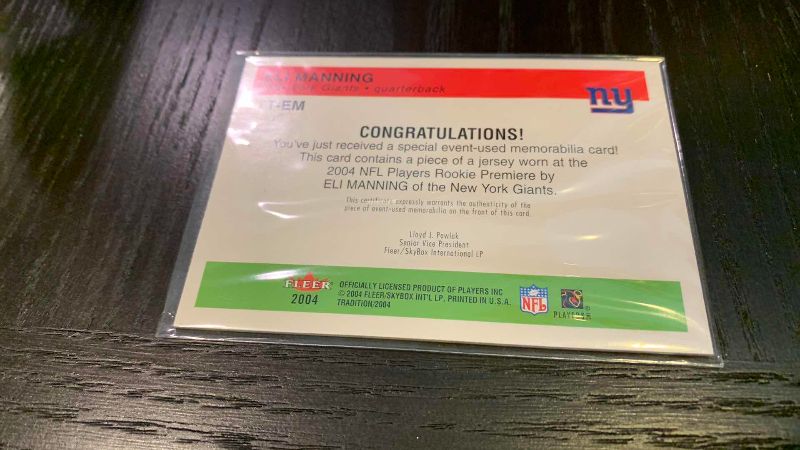 ELI MANNING
York Giants • quarterback
ny
TT-EM
CONGRATULATIONS!
You've just received a special event-used memorabilia card!
This card contains a piece of a jersey worn at the
2004 NFL Players Rookie Premiere by
ELI MANNING of the New York Giants.
This certificate expressly warrants the authenticity of the
piece of event-used memorabilia on the front of this card.
Lloyd J. Pawlak
Senior Vice President
Fleer/SkyBox International LP
FLEER
2004
OFFICIALLY LICENSED PRODUCT OF PLAYERS INC
© 2004 FLEER/SKYBOX INT'L LP, PRINTED IN U.S.A.
TRADITION/2004
NFL
PLAYERS